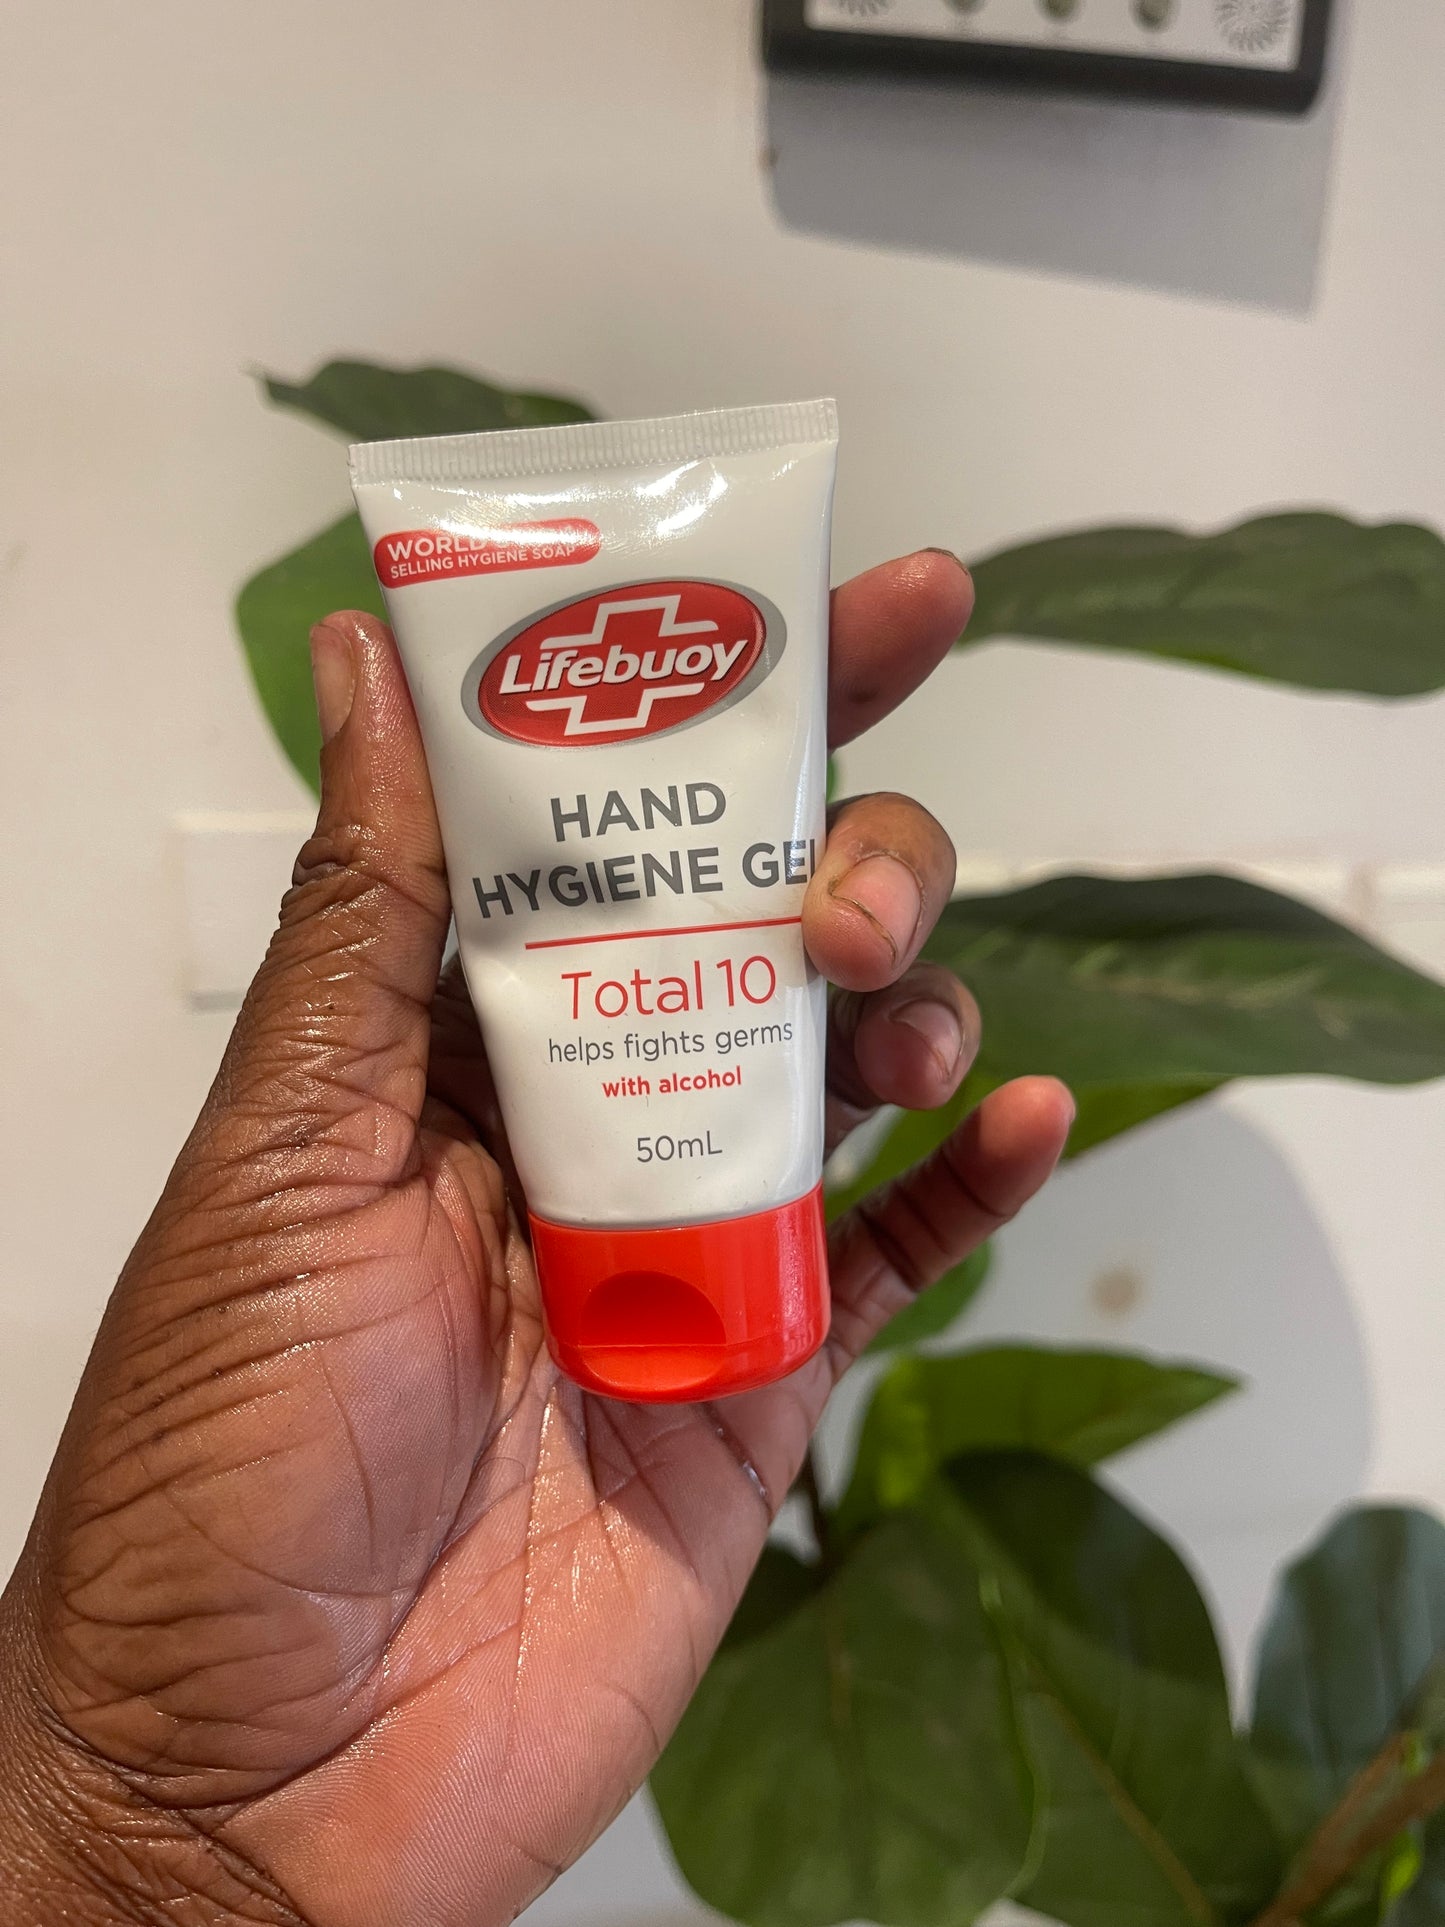 WORLD
SELLING HYGIENE SOAP
Lifebuoy
HAND
HYGIENE GEL
Total 10
helps fights germs
with alcohol
50mL